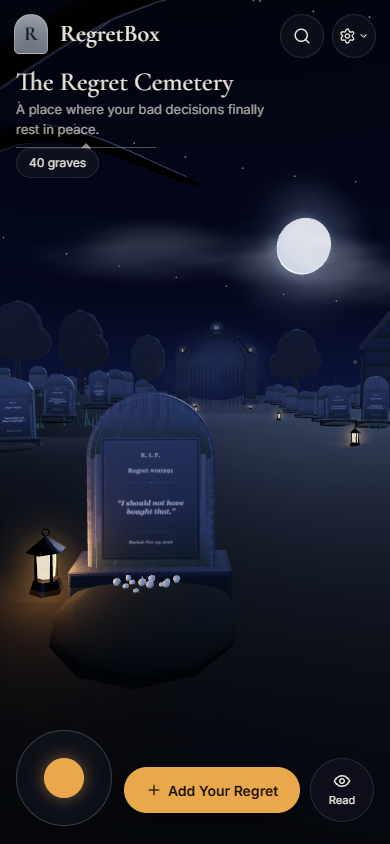 R
RegretBox
The Regret Cemetery
A place where your bad decisions finally
rest in peace.
40 graves
R. I. P.
Regret #00291
“I should not have
bought that.”
+ Add Your Regret
Read